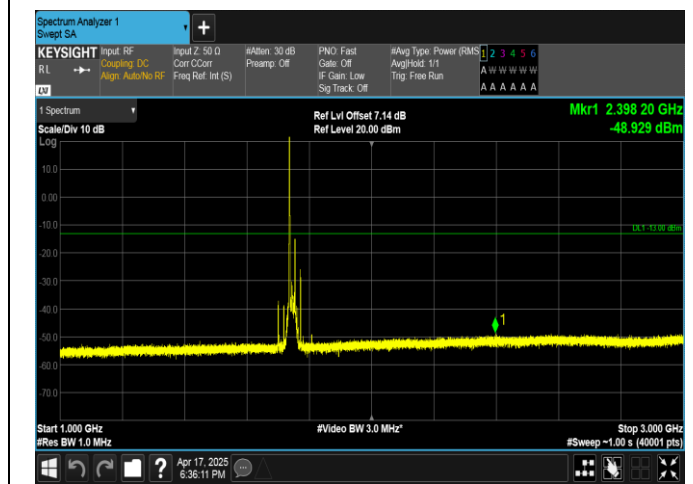 Spectrum Analyzer 1
Swept SA
+
KEYSIGHT Input: RF Input Z: 50 Ω #Atten: 30 dB PNO: Fast #Avg Type: Power (RMS 1 2 3 4 5 6
RL Coupling: DC Corr CCorr Preamp: Off Gate: Off Avg|Hold: 1/1 A W W W W W
Align: Auto/No RF Freq Ref: Int (S) IF Gain: Low Trig: Free Run
LXI Sig Track: Off A A A A A A
1 Spectrum Ref Lvl Offset 7.14 dB Mkr1 2.398 20 GHz
Scale/Div 10 dB Ref Level 20.00 dBm -48.929 dBm
Log
10.0
0.00
-10.0
DL1 -13.00 dBm
-20.0
-30.0
-40.0
1
-50.0
-60.0
-70.0
Start 1.000 GHz #Video BW 3.0 MHz* Stop 3.000 GHz
#Res BW 1.0 MHz #Sweep ~1.00 s (40001 pts)
? Apr 17, 2025
6:36:11 PM